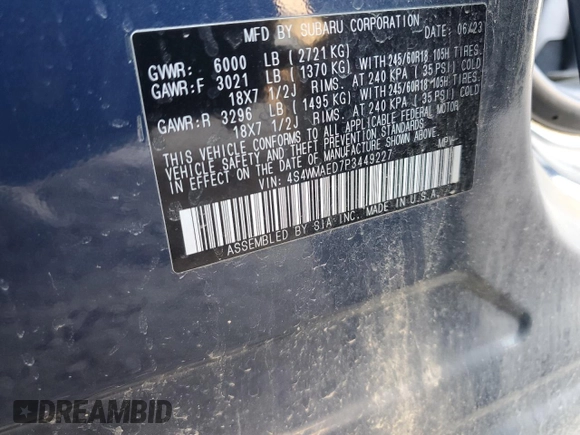 MFD BY SUBARU CORPORATION DATE: 06/23
GVWR: 6000 LB (2721 KG)
GAWR:F 3021 LB (1370 KG) WITH 245/60R18 105H TIRES.
18X7 1/2J RIMS. AT 240 KPA (35 PSI) COLD
GAWR:R 3296 LB (1495 KG) WITH 245/60R18 105H TIRES.
18X7 1/2J RIMS. AT 240 KPA (35 PSI) COLD
THIS VEHICLE CONFORMS TO ALL APPLICABLE FEDERAL MOTOR
VEHICLE SAFETY AND THEFT PREVENTION STANDARDS
IN EFFECT ON THE DATE OF MANUFACTURE SHOWN ABOVE.
VIN: 4S4WMAED7P3449227 MPV
ASSEMBLED BY SIA INC. MADE IN U.S.A.
DREAMBID